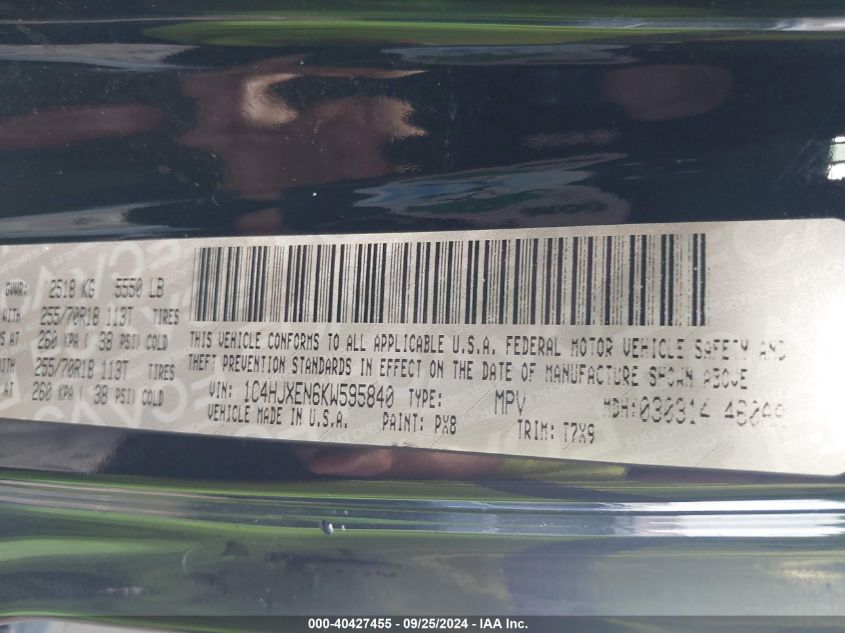 GVWR: 2518 KG 5550 LB
WITH 255/70R18 113T TIRES
AT 260 KPA ( 38 PSI) COLD
WITH 255/70R18 113T TIRES
AT 260 KPA ( 38 PSI) COLD
THIS VEHICLE CONFORMS TO ALL APPLICABLE U.S.A. FEDERAL MOTOR VEHICLE SAFETY AND
THEFT PREVENTION STANDARDS IN EFFECT ON THE DATE OF MANUFACTURE SHOWN ABOVE
VIN: 1C4HJXEN6KW595840 TYPE: MPV MDH:030314
VEHICLE MADE IN U.S.A. PAINT: PX8 TRIM: T7X9
000-40427455 - 09/25/2024 - IAA Inc.